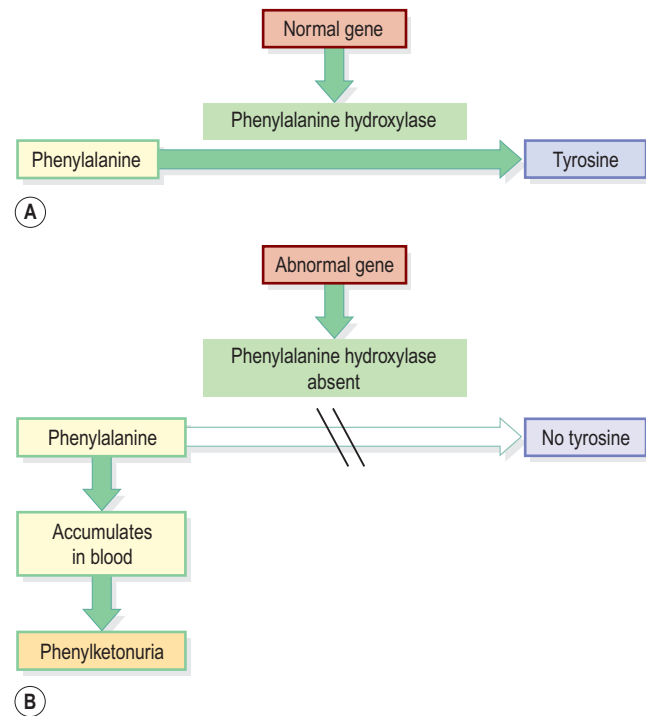 Normal gene
Phenylalanine hydroxylase
Phenylalanine
Tyrosine
A
Abnormal gene
Phenylalanine hydroxylase
absent
Phenylalanine
No tyrosine
Accumulates
in blood
Phenylketonuria
B